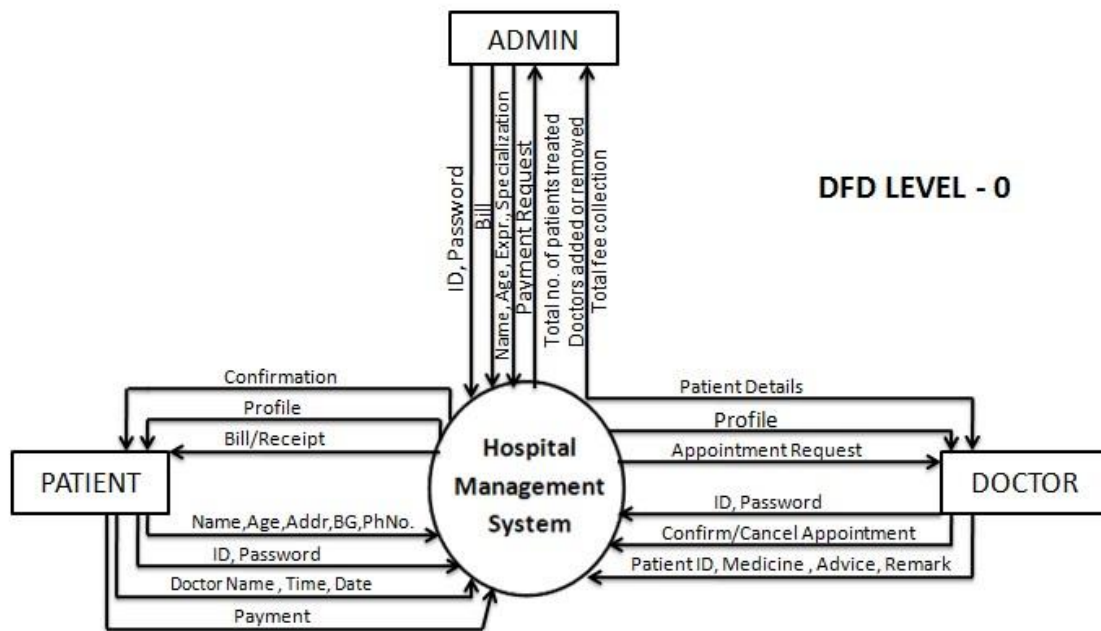 ADMIN
ID, Password
Bill
Name, Age, Expr., Specialization
Payment Request
Total no. of patients treated
Doctors added or removed
Total fee collection
DFD LEVEL - 0
Confirmation
Profile
Bill/Receipt
PATIENT
Name,Age,Addr,BG,PhNo.
ID, Password
Doctor Name , Time, Date
Payment
Hospital
Management
System
Patient Details
Profile
Appointment Request
DOCTOR
ID, Password
Confirm/Cancel Appointment
Patient ID, Medicine , Advice, Remark